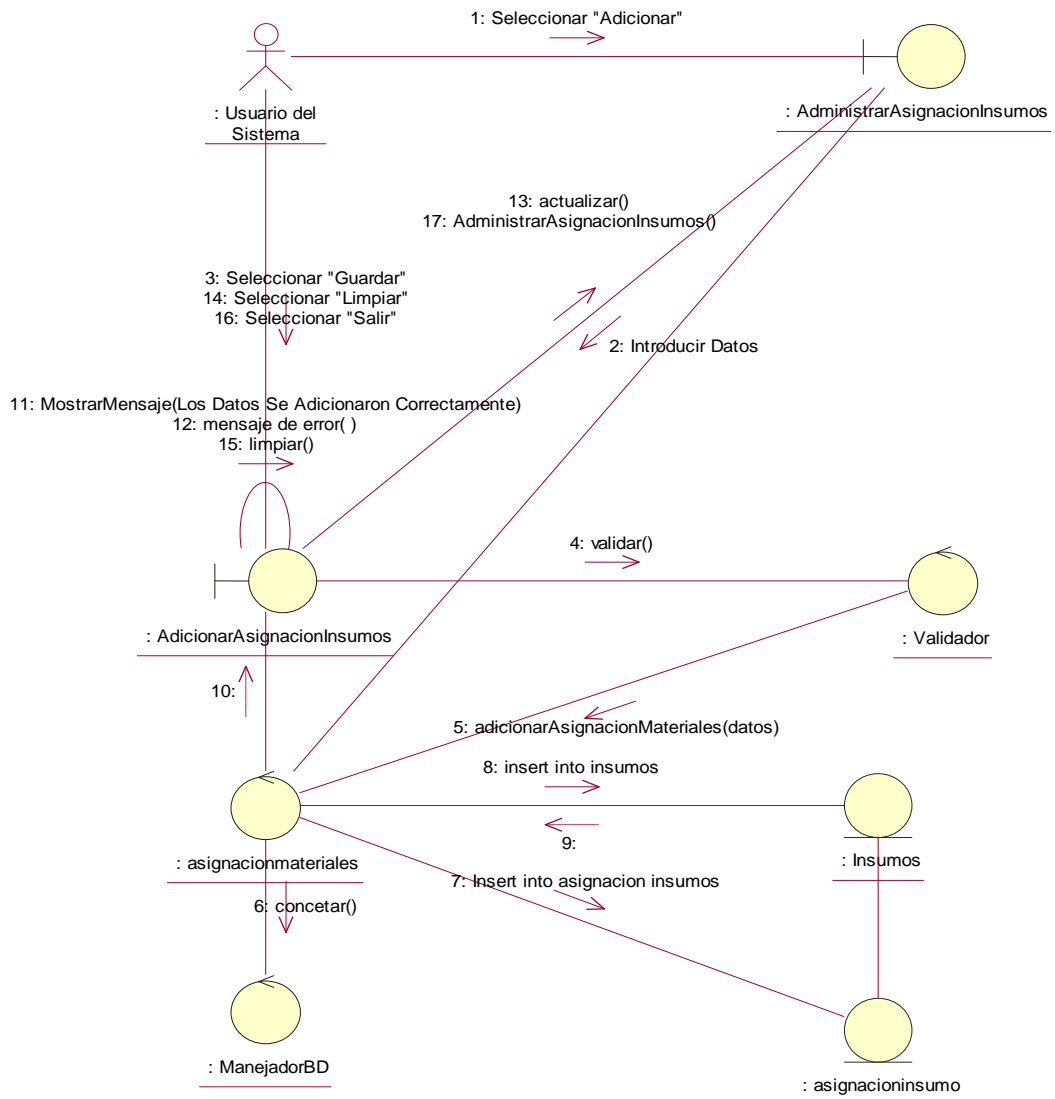 1: Seleccionar "Adicionar"
: Usuario del
Sistema
: AdministrarAsignacionInsumos
13: actualizar()
17: AdministrarAsignacionInsumos()
3: Seleccionar "Guardar"
14: Seleccionar "Limpiar"
16: Seleccionar "Salir"
2: Introducir Datos
11: MostrarMensaje(Los Datos Se Adicionaron Correctamente)
12: mensaje de error( )
15: limpiar()
4: validar()
: AdicionarAsignacionInsumos
: Validador
10:
5: adicionarAsignacionMateriales(datos)
8: insert into insumos
9:
: asignacionmateriales
: Insumos
7: Insert into asignacion insumos
6: concetar()
: ManejadorBD
: asignacioninsumo